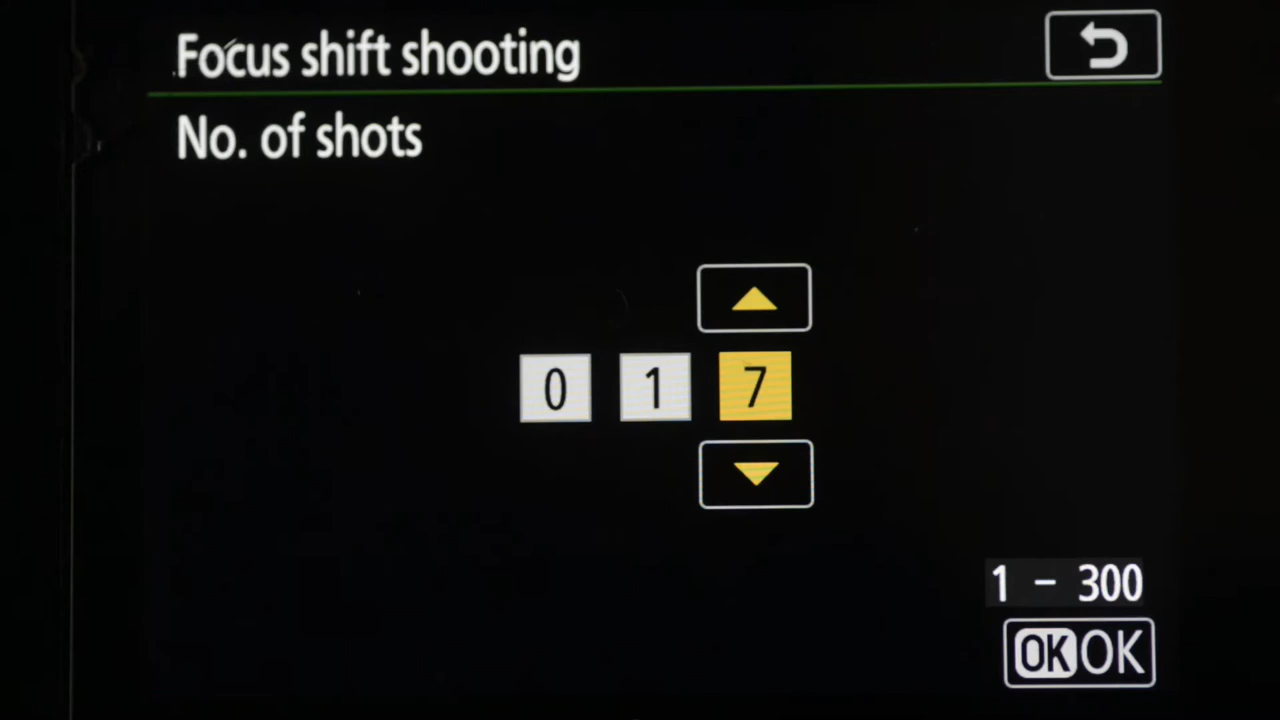 Focus shift shooting
No. of shots
0 1 7
1 – 300
OK OK